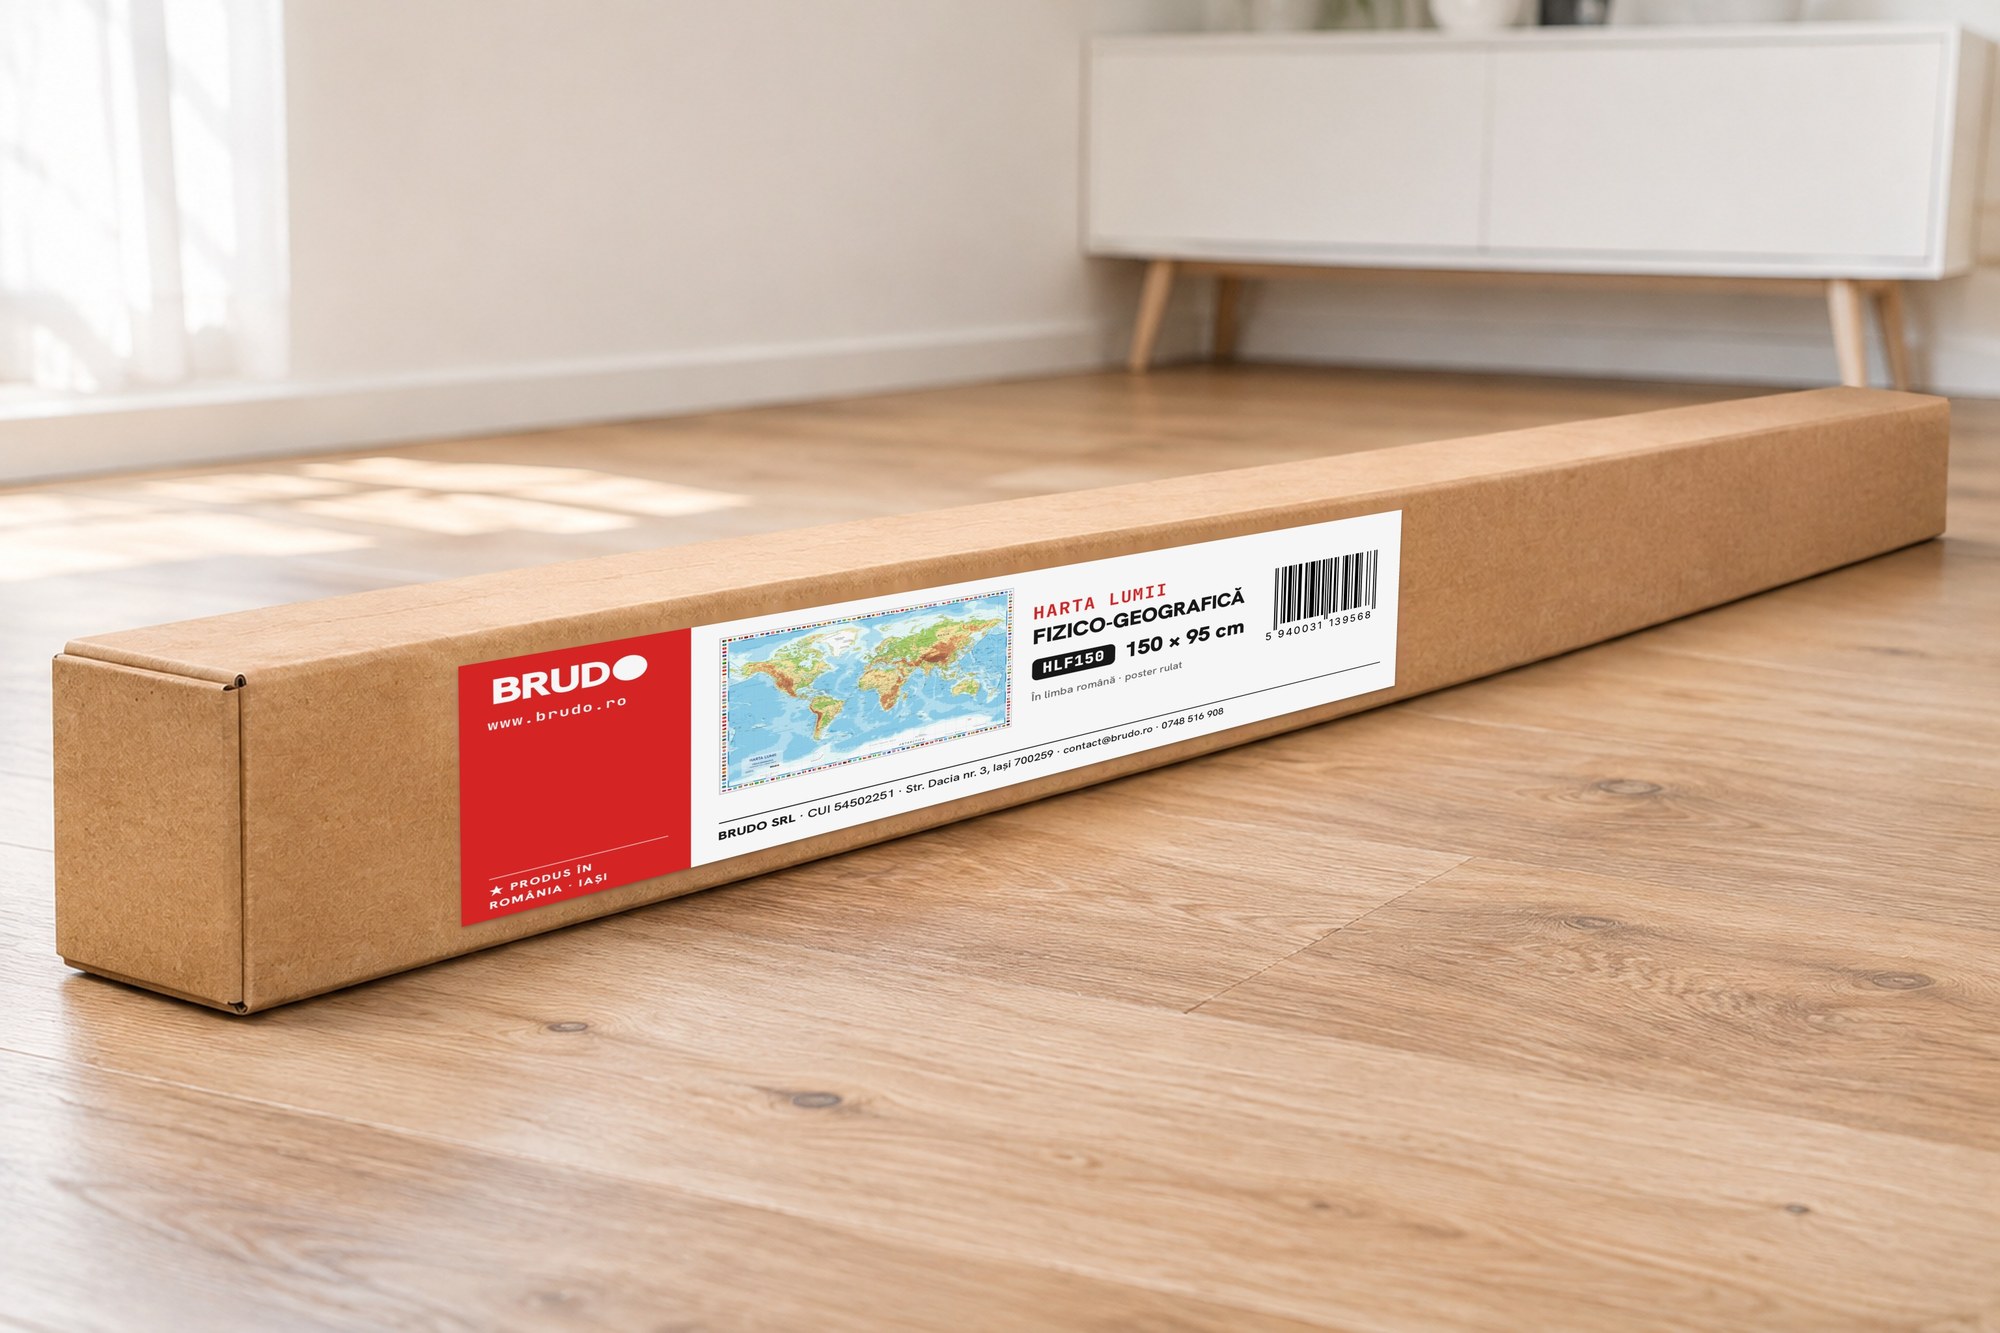 BRUDO
www.brudo.ro
★ PRODUS ÎN
ROMÂNIA · IAȘI
HARTA LUMII
FIZICO-GEOGRAFICĂ
HLF150 150 × 95 cm
În limba română · poster rulat
5 940031 139568
BRUDO SRL · CUI 54502251 · Str. Dacia nr. 3, Iași 700259 · contact@brudo.ro · 0748 516 908
HARTA LUMII